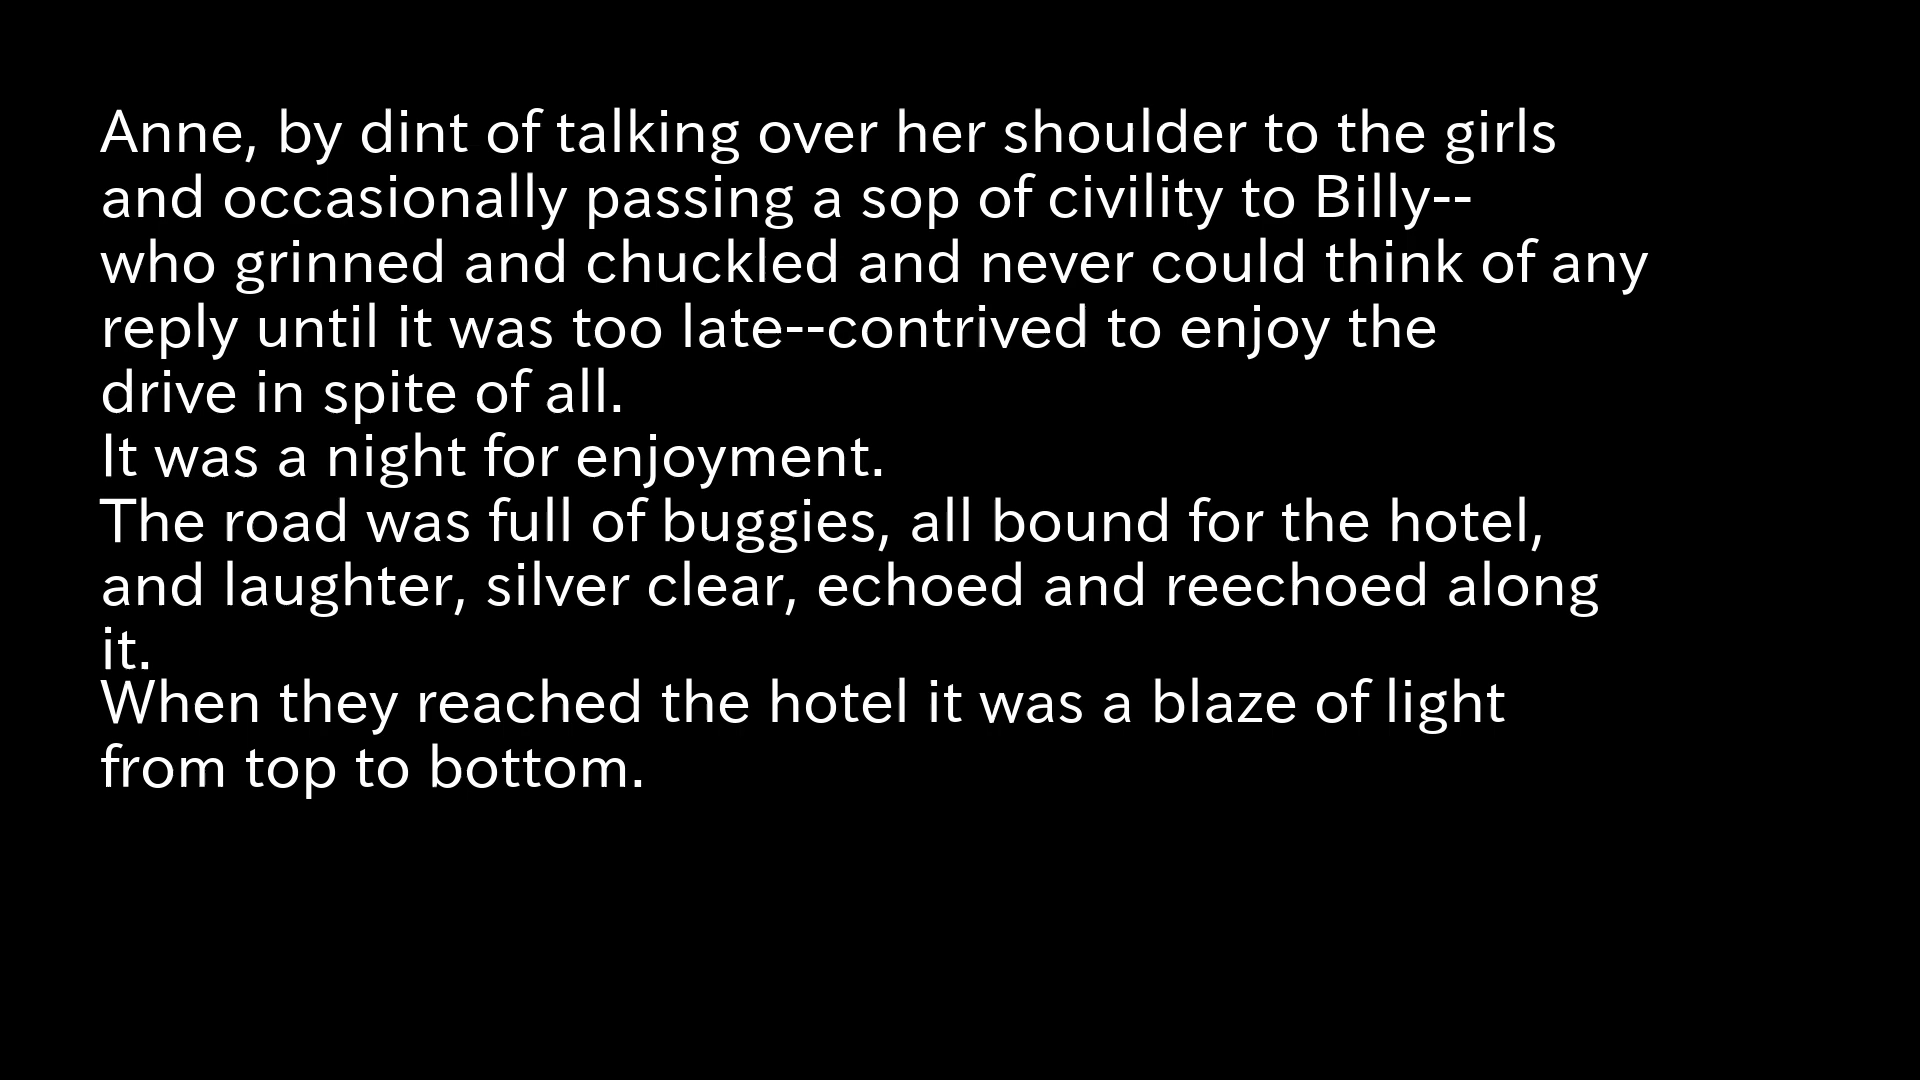 Anne, by dint of talking over her shoulder to the girls
and occasionally passing a sop of civility to Billy--
who grinned and chuckled and never could think of any
reply until it was too late--contrived to enjoy the
drive in spite of all.
It was a night for enjoyment.
The road was full of buggies, all bound for the hotel,
and laughter, silver clear, echoed and reechoed along
it.
When they reached the hotel it was a blaze of light
from top to bottom.